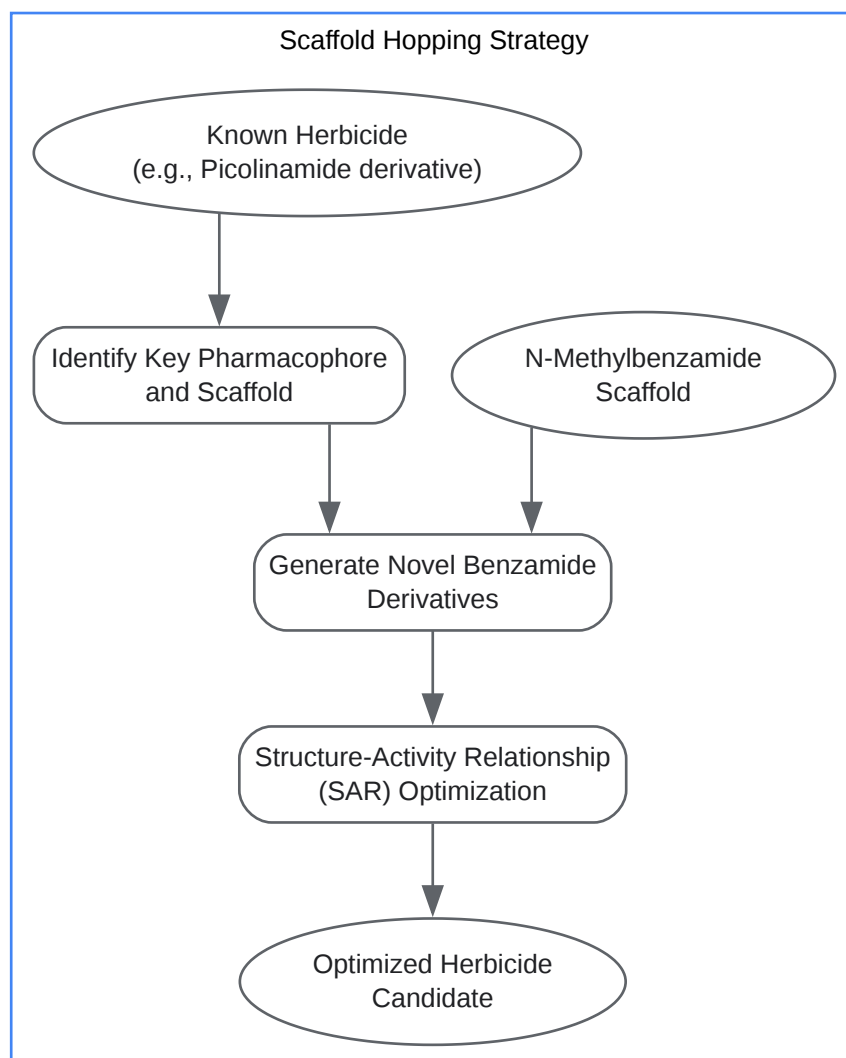 Scaffold Hopping Strategy
Known Herbicide
(e.g., Picolinamide derivative)
Identify Key Pharmacophore
and Scaffold
N-Methylbenzamide
Scaffold
Generate Novel Benzamide
Derivatives
Structure-Activity Relationship
(SAR) Optimization
Optimized Herbicide
Candidate